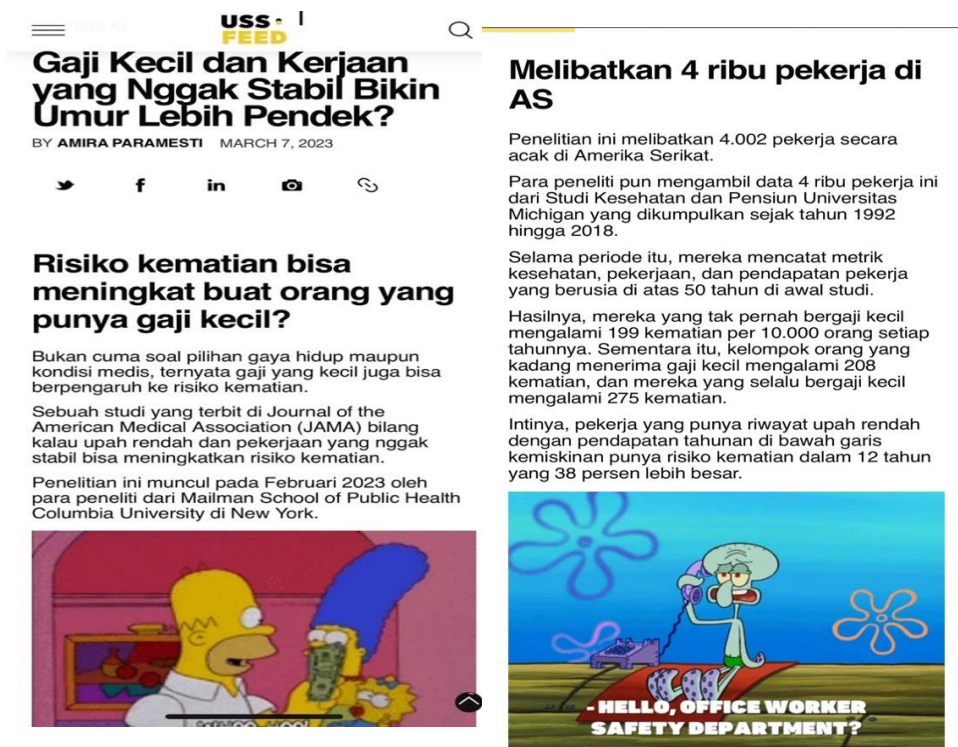 USS
FEED
Gaji Kecil dan Kerjaan
yang Nggak Stabil Bikin
Umur Lebih Pendek?
BY AMIRA PARAMESTI MARCH 7, 2023
Risiko kematian bisa
meningkat buat orang yang
punya gaji kecil?
Bukan cuma soal pilihan gaya hidup maupun
kondisi medis, ternyata gaji yang kecil juga bisa
berpengaruh ke risiko kematian.
Sebuah studi yang terbit di Journal of the
American Medical Association (JAMA) bilang
kalau upah rendah dan pekerjaan yang nggak
stabil bisa meningkatkan risiko kematian.
Penelitian ini muncul pada Februari 2023 oleh
para peneliti dari Mailman School of Public Health
Columbia University di New York.
Melibatkan 4 ribu pekerja di
AS
Penelitian ini melibatkan 4.002 pekerja secara
acak di Amerika Serikat.
Para peneliti pun mengambil data 4 ribu pekerja ini
dari Studi Kesehatan dan Pensiun Universitas
Michigan yang dikumpulkan sejak tahun 1992
hingga 2018.
Selama periode itu, mereka mencatat metrik
kesehatan, pekerjaan, dan pendapatan pekerja
yang berusia di atas 50 tahun di awal studi.
Hasilnya, mereka yang tak pernah bergaji kecil
mengalami 199 kematian per 10.000 orang setiap
tahunnya. Sementara itu, kelompok orang yang
kadang menerima gaji kecil mengalami 208
kematian, dan mereka yang selalu bergaji kecil
mengalami 275 kematian.
Intinya, pekerja yang punya riwayat upah rendah
dengan pendapatan tahunan di bawah garis
kemiskinan punya risiko kematian dalam 12 tahun
yang 38 persen lebih besar.
- HELLO, OFFICE WORKER
SAFETY DEPARTMENT?